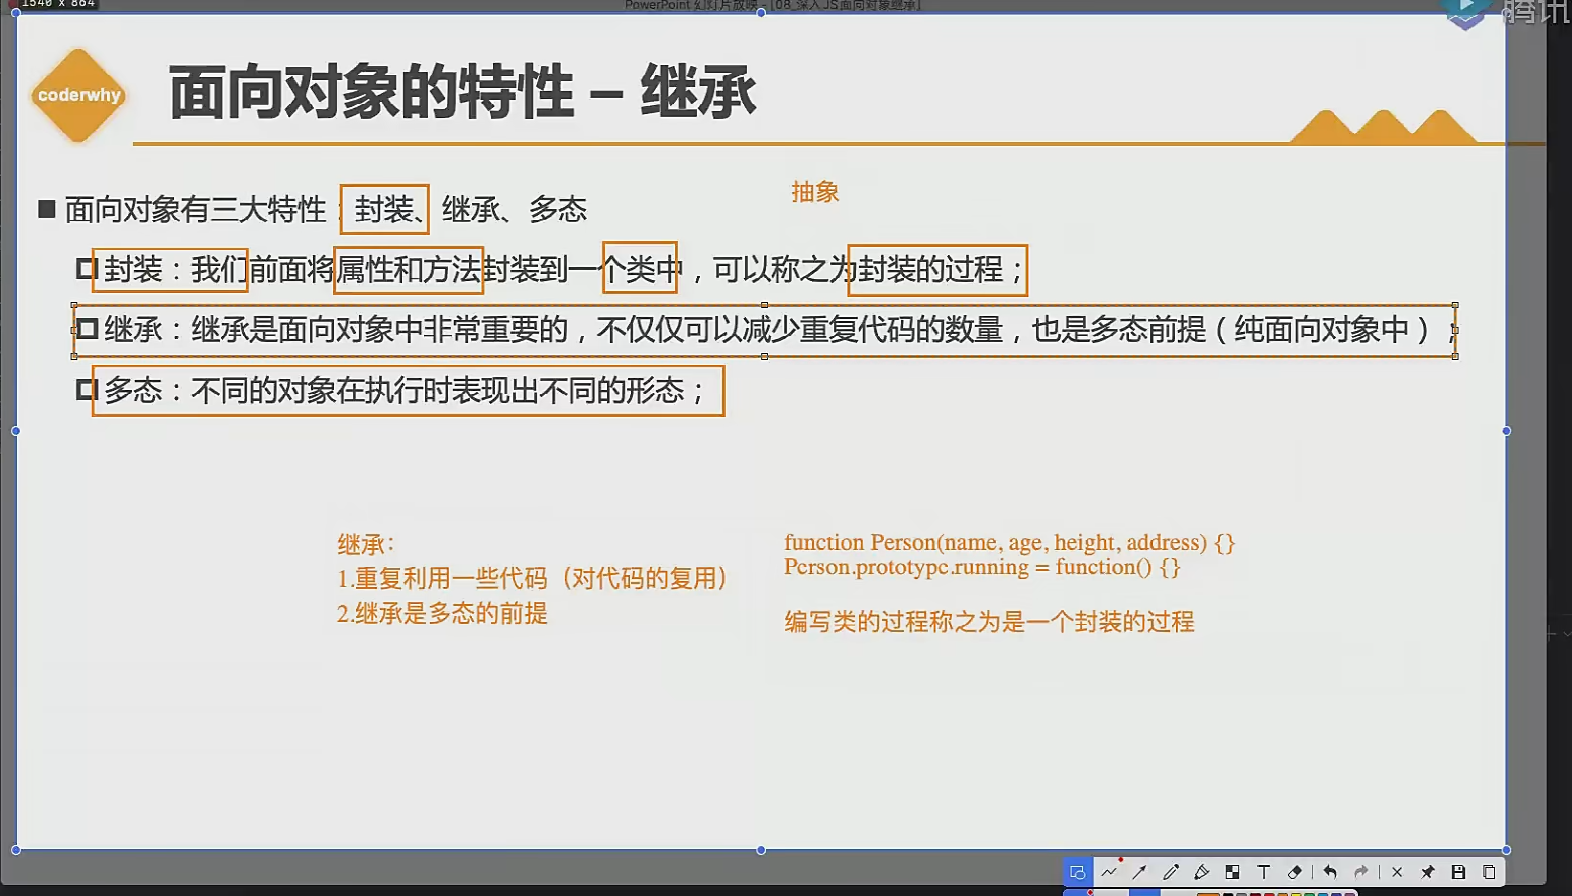 1540 x 864
PowerPoint 幻灯片放映 - [08_深入JS面向对象继承]
腾讯
coderwhy
面向对象的特性 – 继承
抽象
面向对象有三大特性：封装、继承、多态
封装：我们前面将属性和方法封装到一个类中，可以称之为封装的过程；
继承：继承是面向对象中非常重要的，不仅仅可以减少重复代码的数量，也是多态前提（纯面向对象中）；
多态：不同的对象在执行时表现出不同的形态；
继承：
1.重复利用一些代码（对代码的复用）
2.继承是多态的前提
function Person(name, age, height, address) {}
Person.prototype.running = function() {}
编写类的过程称之为是一个封装的过程